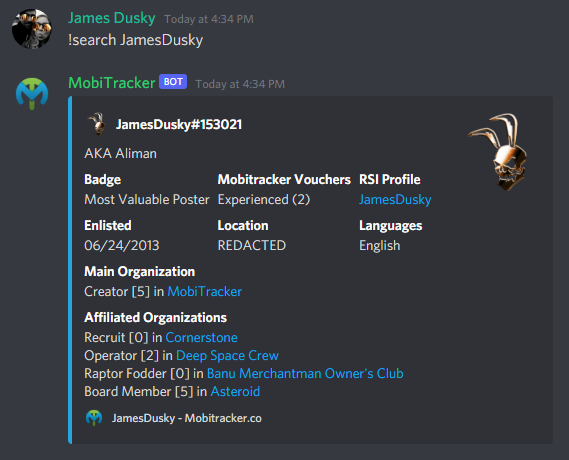 James Dusky Today at 4:34 PM
!search JamesDusky
MobiTracker BOT Today at 4:34 PM
JamesDusky#153021
AKA Aliman
Badge Mobitracker Vouchers RSI Profile
Most Valuable Poster Experienced (2) JamesDusky
Enlisted Location Languages
06/24/2013 REDACTED English
Main Organization
Creator [5] in MobiTracker
Affiliated Organizations
Recruit [0] in Cornerstone
Operator [2] in Deep Space Crew
Raptor Fodder [0] in Banu Merchantman Owner's Club
Board Member [5] in Asteroid
JamesDusky - Mobitracker.co